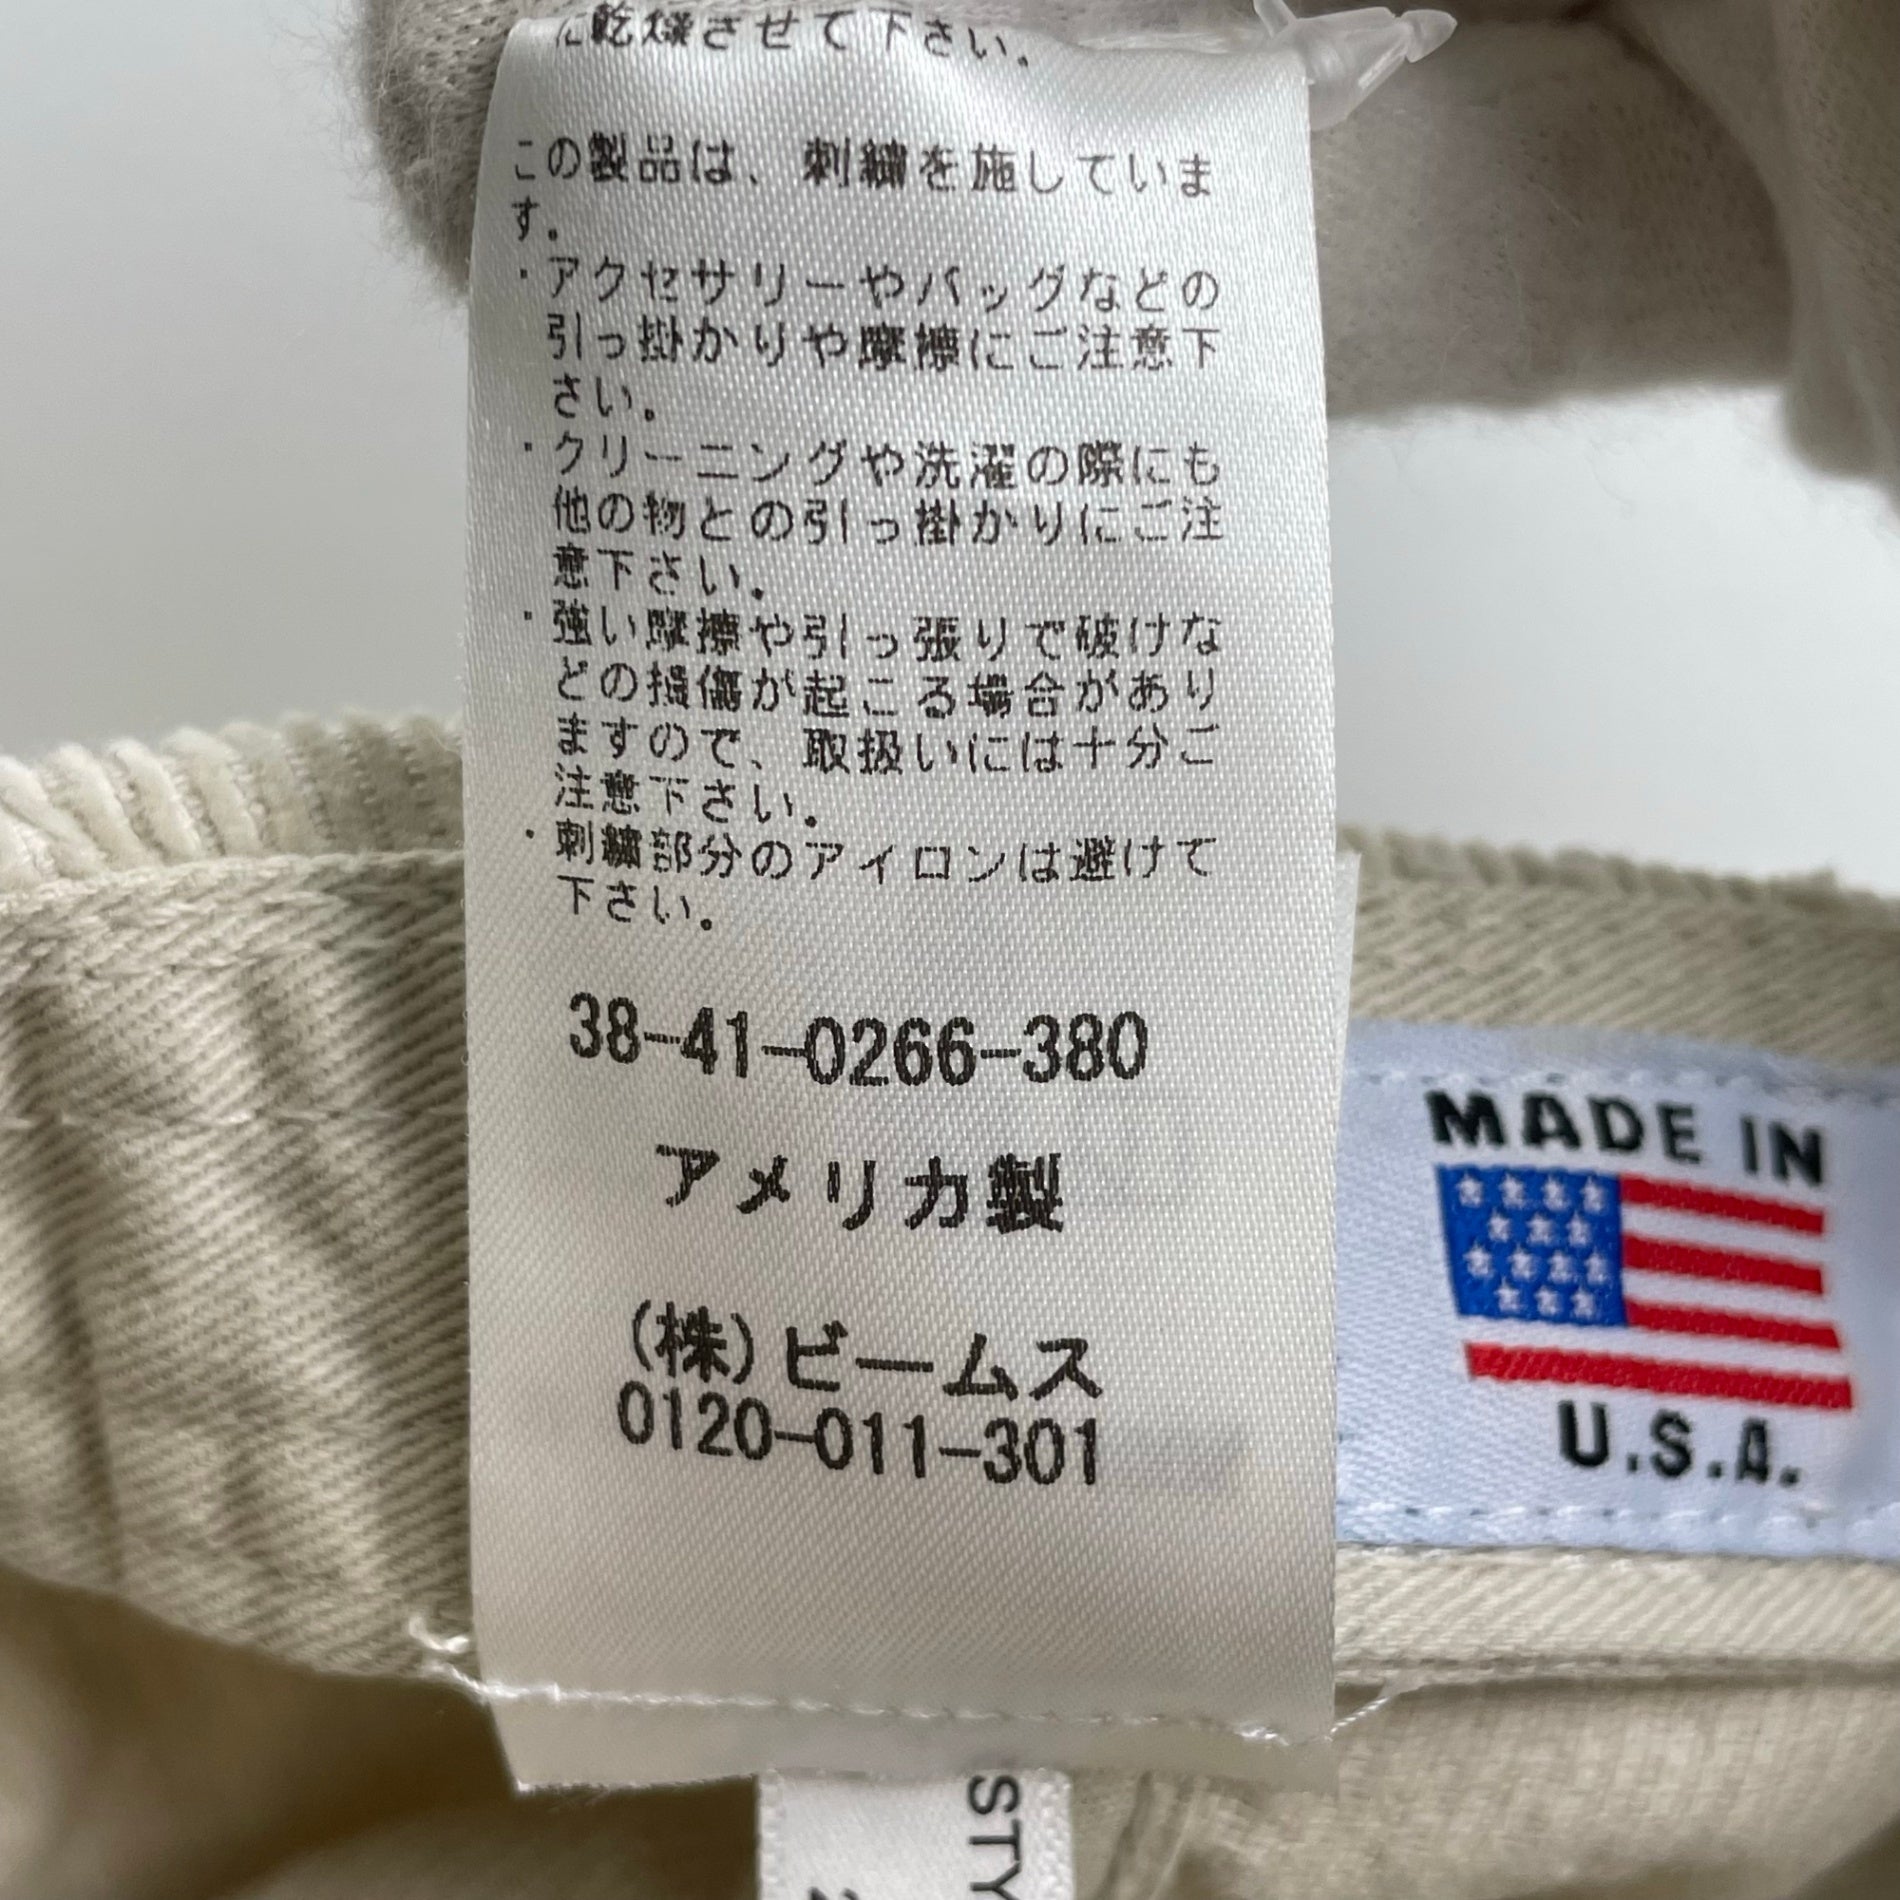 に乾燥させて下さい。
この製品は、刺繍を施していま
す。
・アクセサリーやバッグなどの
引っ掛かりや摩擦にご注意下
さい。
・クリーニングや洗濯の際にも
他の物との引っ掛かりにご注
意下さい。
・強い摩擦や引っ張りで破けな
どの損傷が起こる場合があり
ますので、取扱いには十分ご
注意下さい。
・刺繍部分のアイロンは避けて
下さい。
38-41-0266-380
アメリカ製
(株)ビームス
0120-011-301
MADE IN
U.S.A.
STY